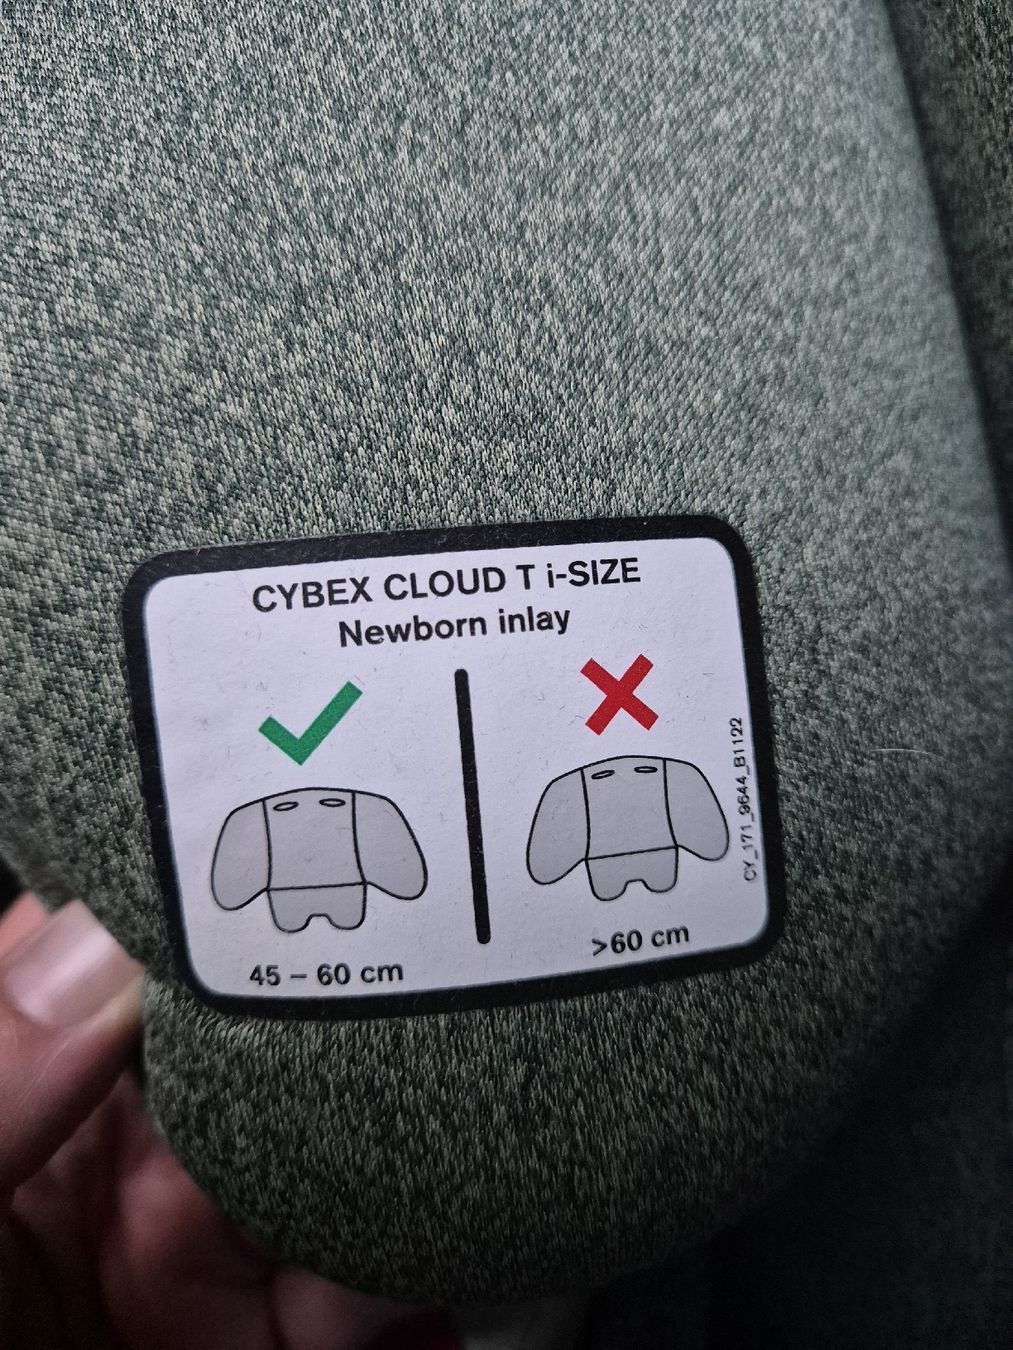 CYBEX CLOUD T i-SIZE
Newborn inlay
45 – 60 cm
>60 cm
CY_171_9644_B1122